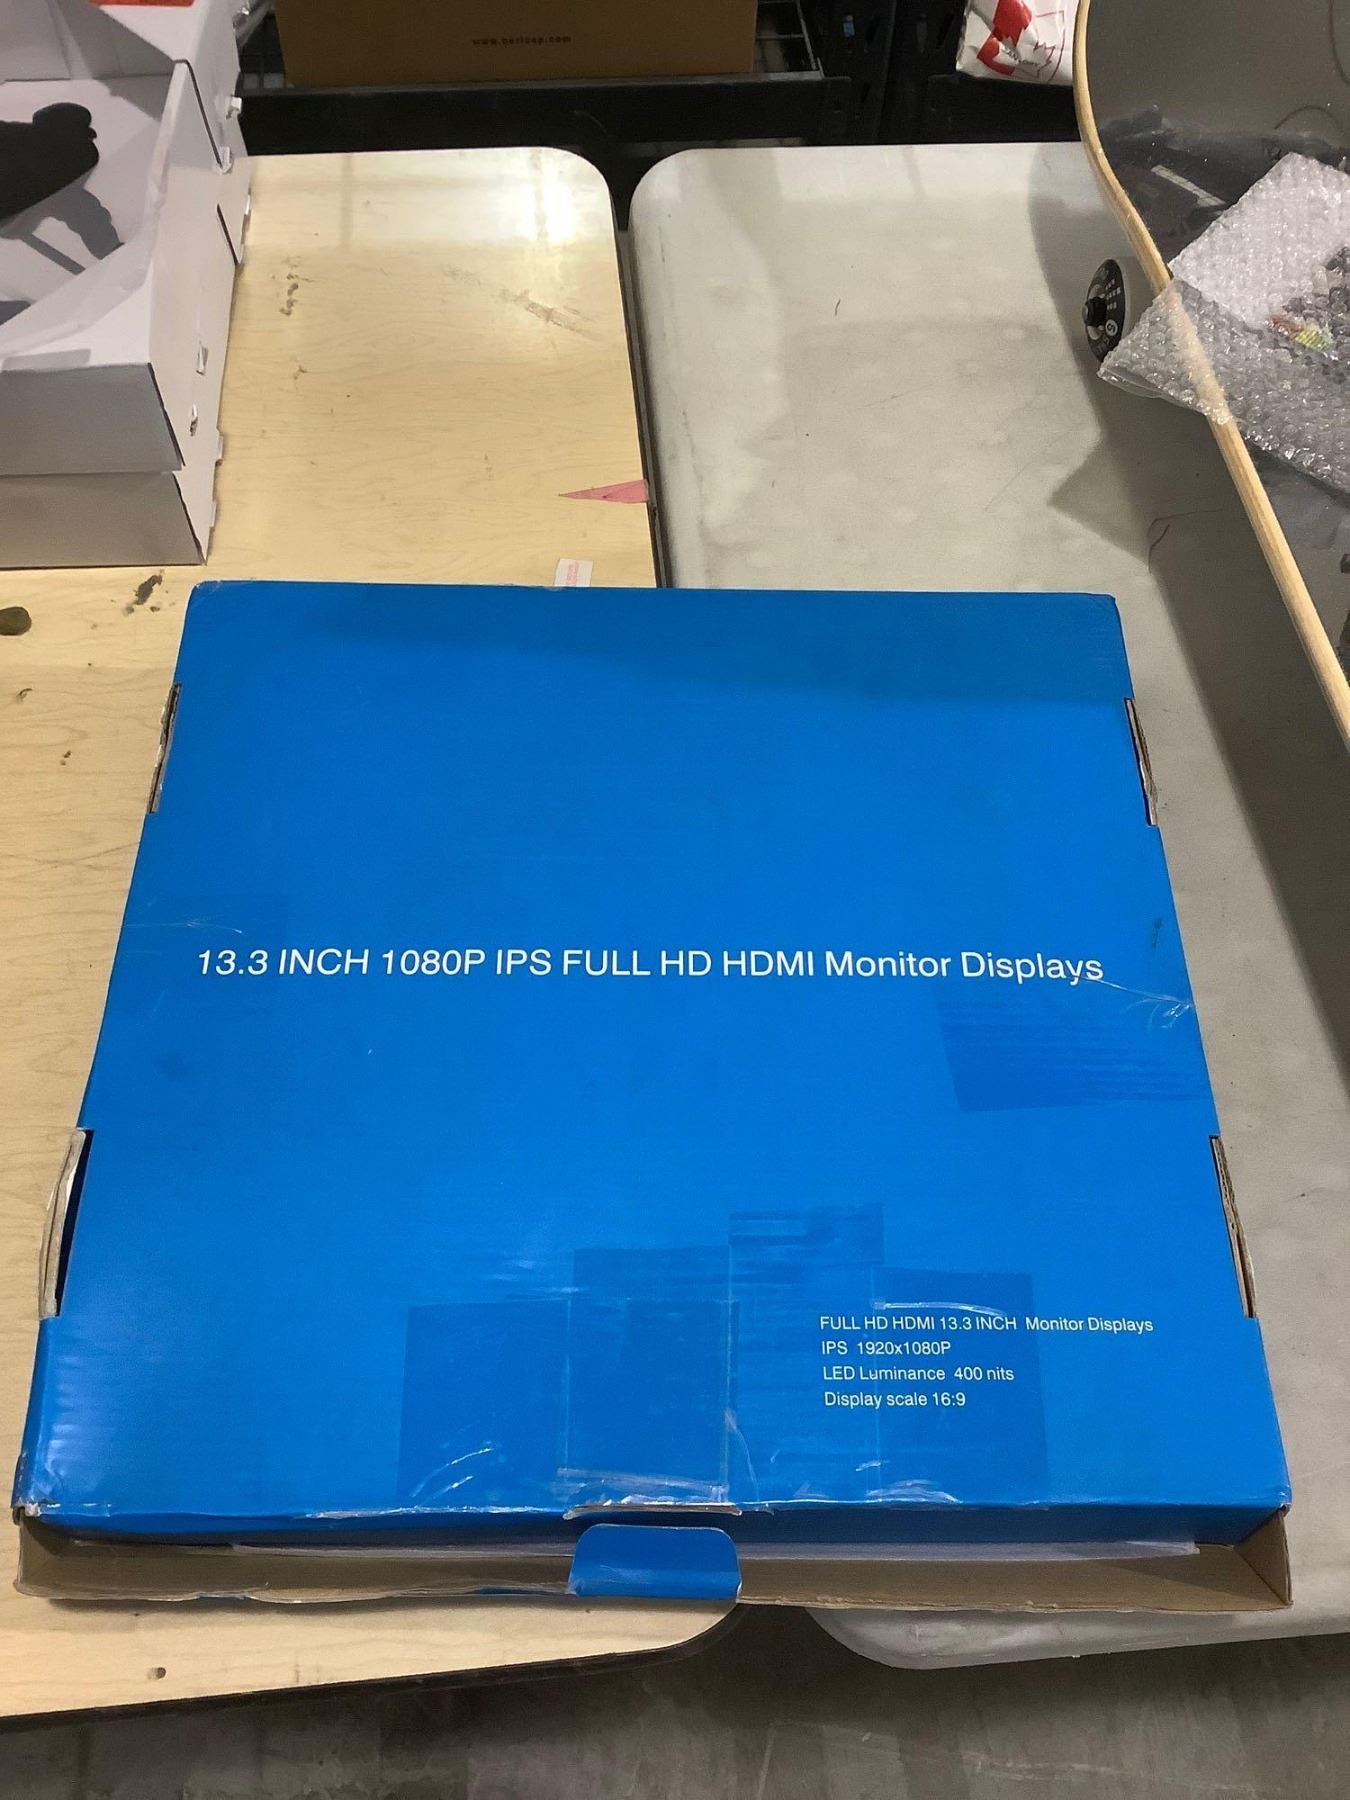 13.3 INCH 1080P IPS FULL HD HDMI Monitor Displays
FULL HD HDMI 13.3 INCH Monitor Displays
IPS 1920x1080P
LED Luminance 400 nits
Display scale 16:9